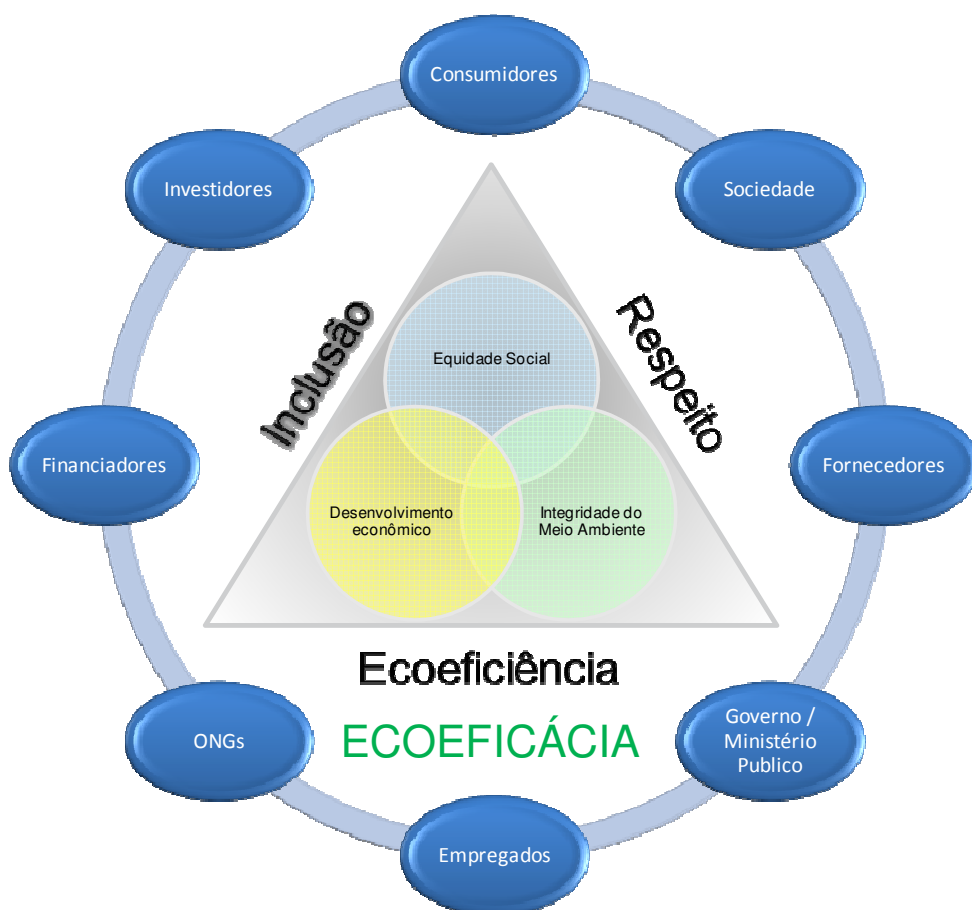 Consumidores
Investidores
Sociedade
Inclusão
Respeito
Equidade Social
Financiadores
Fornecedores
Desenvolvimento
econômico
Integridade do
Meio Ambiente
Ecoeficiência
ECOEFICÁCIA
ONGs
Governo /
Ministério
Publico
Empregados